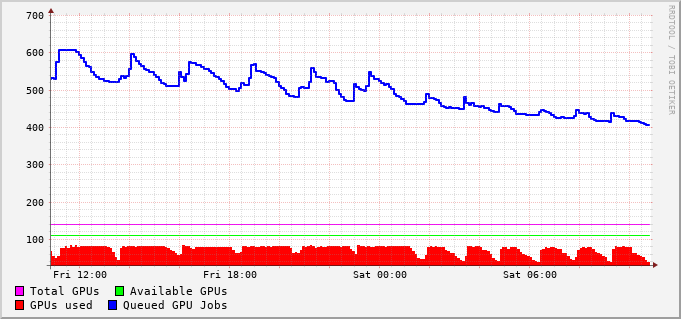 700
600
500
400
300
200
100
Fri 12:00 Fri 18:00 Sat 00:00 Sat 06:00
Total GPUs Available GPUs
GPUs used Queued GPU Jobs
RRDTOOL / TOBI OETIKER